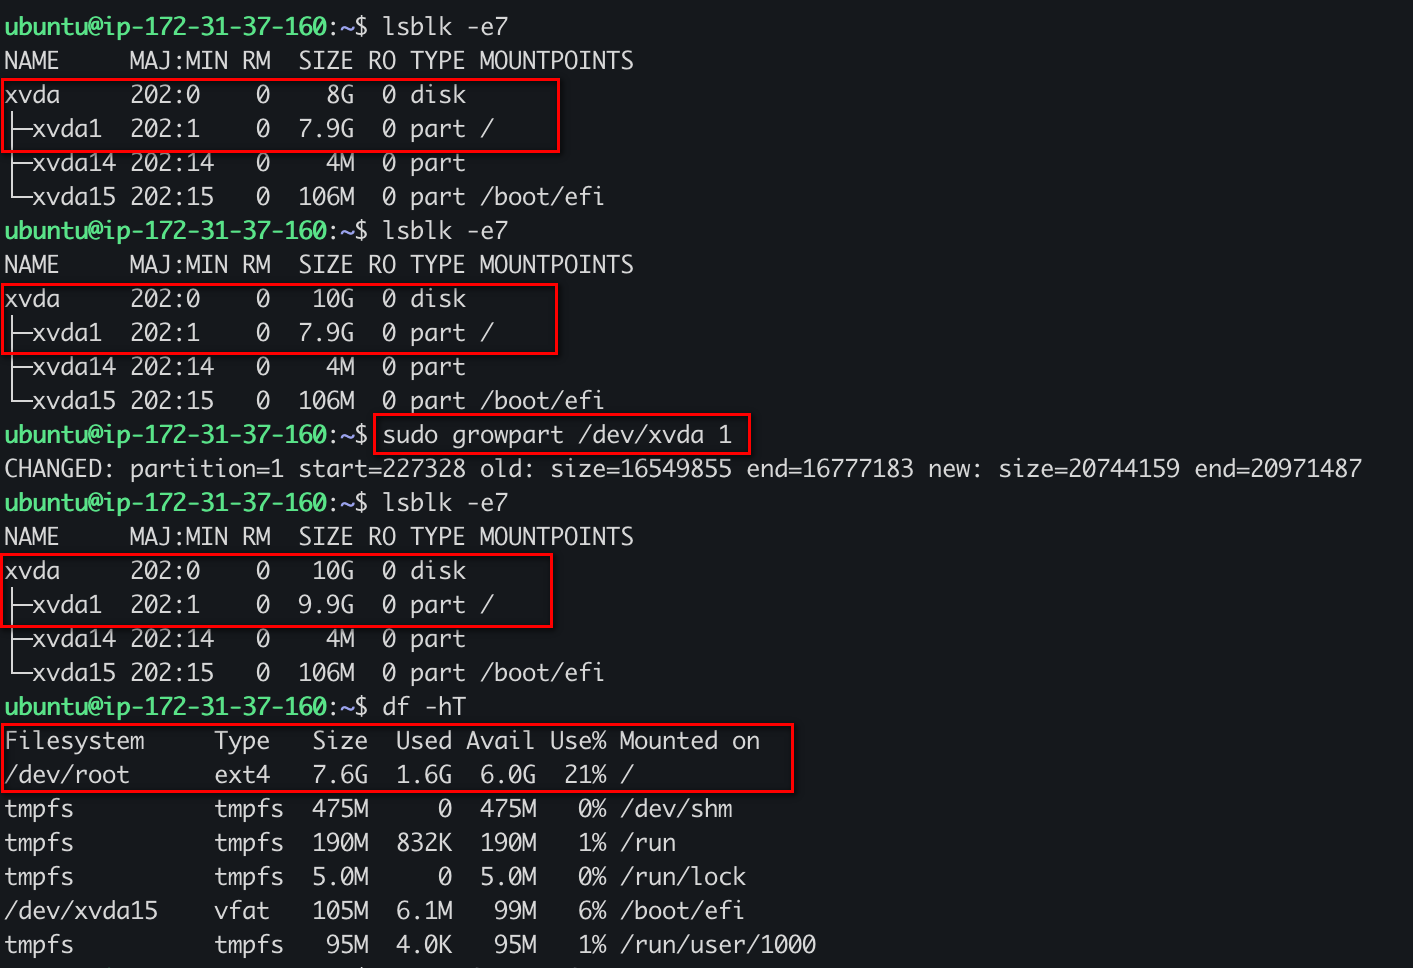 ubuntu@ip-172-31-37-160:~$ lsblk -e7
NAME     MAJ:MIN RM  SIZE RO TYPE MOUNTPOINTS
xvda     202:0    0    8G  0 disk
├─xvda1  202:1    0  7.9G  0 part /
├─xvda14 202:14   0    4M  0 part
└─xvda15 202:15   0  106M  0 part /boot/efi
ubuntu@ip-172-31-37-160:~$ lsblk -e7
NAME     MAJ:MIN RM  SIZE RO TYPE MOUNTPOINTS
xvda     202:0    0   10G  0 disk
├─xvda1  202:1    0  7.9G  0 part /
├─xvda14 202:14   0    4M  0 part
└─xvda15 202:15   0  106M  0 part /boot/efi
ubuntu@ip-172-31-37-160:~$ sudo growpart /dev/xvda 1
CHANGED: partition=1 start=227328 old: size=16549855 end=16777183 new: size=20744159 end=20971487
ubuntu@ip-172-31-37-160:~$ lsblk -e7
NAME     MAJ:MIN RM  SIZE RO TYPE MOUNTPOINTS
xvda     202:0    0   10G  0 disk
├─xvda1  202:1    0  9.9G  0 part /
├─xvda14 202:14   0    4M  0 part
└─xvda15 202:15   0  106M  0 part /boot/efi
ubuntu@ip-172-31-37-160:~$ df -hT
Filesystem     Type   Size  Used Avail Use% Mounted on
/dev/root      ext4   7.6G  1.6G  6.0G  21% /
tmpfs          tmpfs  475M     0  475M   0% /dev/shm
tmpfs          tmpfs  190M  832K  190M   1% /run
tmpfs          tmpfs  5.0M     0  5.0M   0% /run/lock
/dev/xvda15    vfat   105M  6.1M   99M   6% /boot/efi
tmpfs          tmpfs   95M  4.0K   95M   1% /run/user/1000